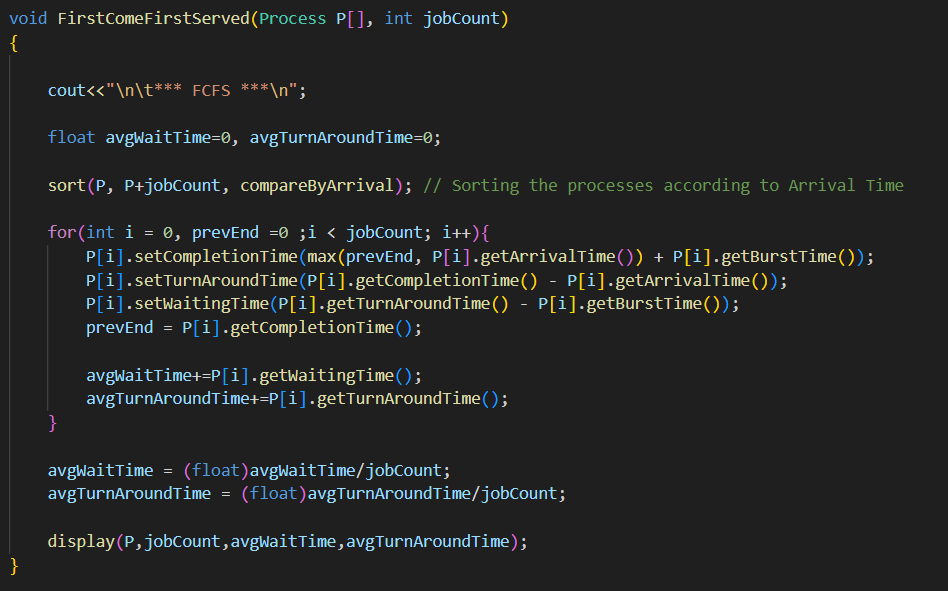 void FirstComeFirstServed(Process P[], int jobCount)
{
cout<<"\n\t*** FCFS ***\n";
float avgWaitTime=0, avgTurnAroundTime=0;
sort(P, P+jobCount, compareByArrival); // Sorting the processes according to Arrival Time
for(int i = 0, prevEnd =0 ;i < jobCount; i++){
P[i].setCompletionTime(max(prevEnd, P[i].getArrivalTime()) + P[i].getBurstTime());
P[i].setTurnAroundTime(P[i].getCompletionTime() - P[i].getArrivalTime());
P[i].setWaitingTime(P[i].getTurnAroundTime() - P[i].getBurstTime());
prevEnd = P[i].getCompletionTime();
avgWaitTime+=P[i].getWaitingTime();
avgTurnAroundTime+=P[i].getTurnAroundTime();
}
avgWaitTime = (float)avgWaitTime/jobCount;
avgTurnAroundTime = (float)avgTurnAroundTime/jobCount;
display(P,jobCount,avgWaitTime,avgTurnAroundTime);
}